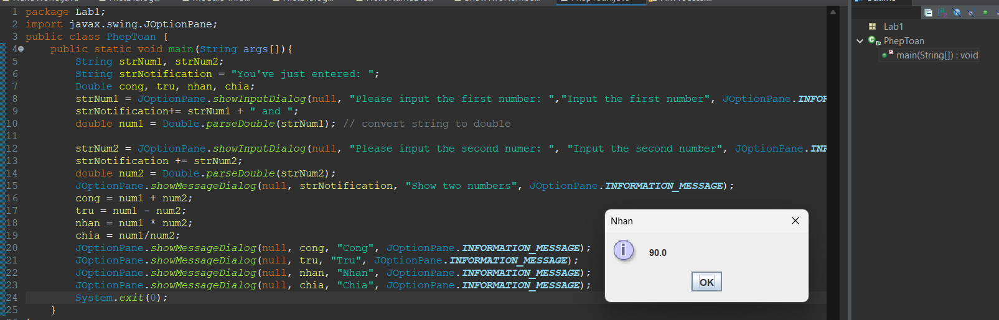 1 package Lab1;
2 import javax.swing.JOptionPane;
3 public class PhepToan {
4 public static void main(String args[]){
5 String strNum1, strNum2;
6 String strNotification = "You've just entered: ";
7 Double cong, tru, nhan, chia;
8 strNum1 = JOptionPane.showInputDialog(null, "Please input the first number: ","Input the first number", JOptionPane.INFOR
9 strNotification+= strNum1 + " and ";
10 double num1 = Double.parseDouble(strNum1); // convert string to double
11
12 strNum2 = JOptionPane.showInputDialog(null, "Please input the second numer: ", "Input the second number", JOptionPane.INF
13 strNotification += strNum2;
14 double num2 = Double.parseDouble(strNum2);
15 JOptionPane.showMessageDialog(null, strNotification, "Show two numbers", JOptionPane.INFORMATION_MESSAGE);
16 cong = num1 + num2;
17 tru = num1 - num2;
18 nhan = num1 * num2;
19 chia = num1/num2;
20 JOptionPane.showMessageDialog(null, cong, "Cong", JOptionPane.INFORMATION_MESSAGE);
21 JOptionPane.showMessageDialog(null, tru, "Tru", JOptionPane.INFORMATION_MESSAGE);
22 JOptionPane.showMessageDialog(null, nhan, "Nhan", JOptionPane.INFORMATION_MESSAGE);
23 JOptionPane.showMessageDialog(null, chia, "Chia", JOptionPane.INFORMATION_MESSAGE);
24 System.exit(0);
25 }
Nhan
90.0
OK
Lab1
PhepToan
main(String[]) : void